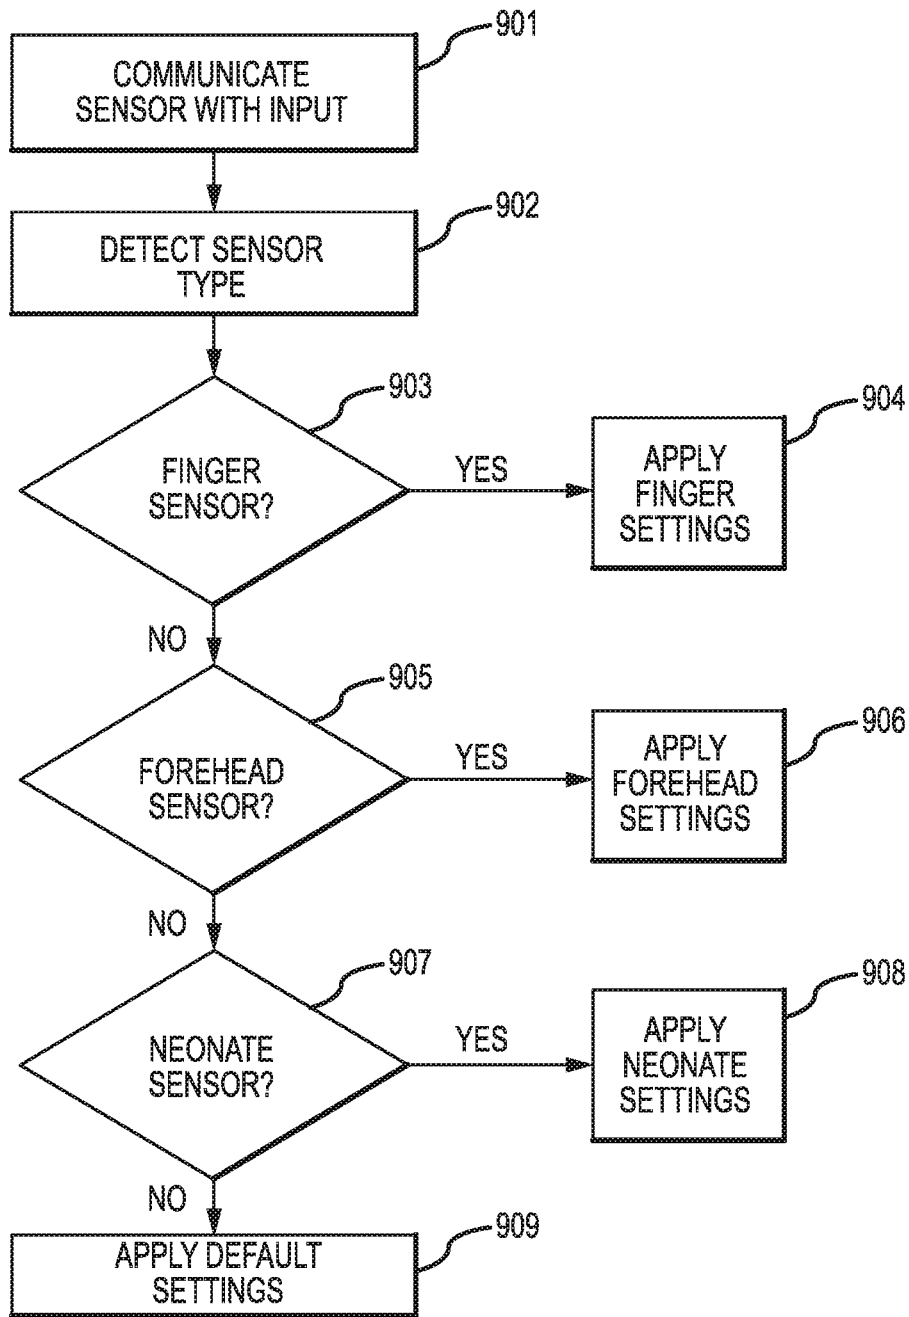 901
COMMUNICATE
SENSOR WITH INPUT
902
DETECT SENSOR
TYPE
903
FINGER
SENSOR?
YES
904
APPLY
FINGER
SETTINGS
NO
905
FOREHEAD
SENSOR?
YES
906
APPLY
FOREHEAD
SETTINGS
NO
907
NEONATE
SENSOR?
YES
908
APPLY
NEONATE
SETTINGS
NO
909
APPLY DEFAULT
SETTINGS